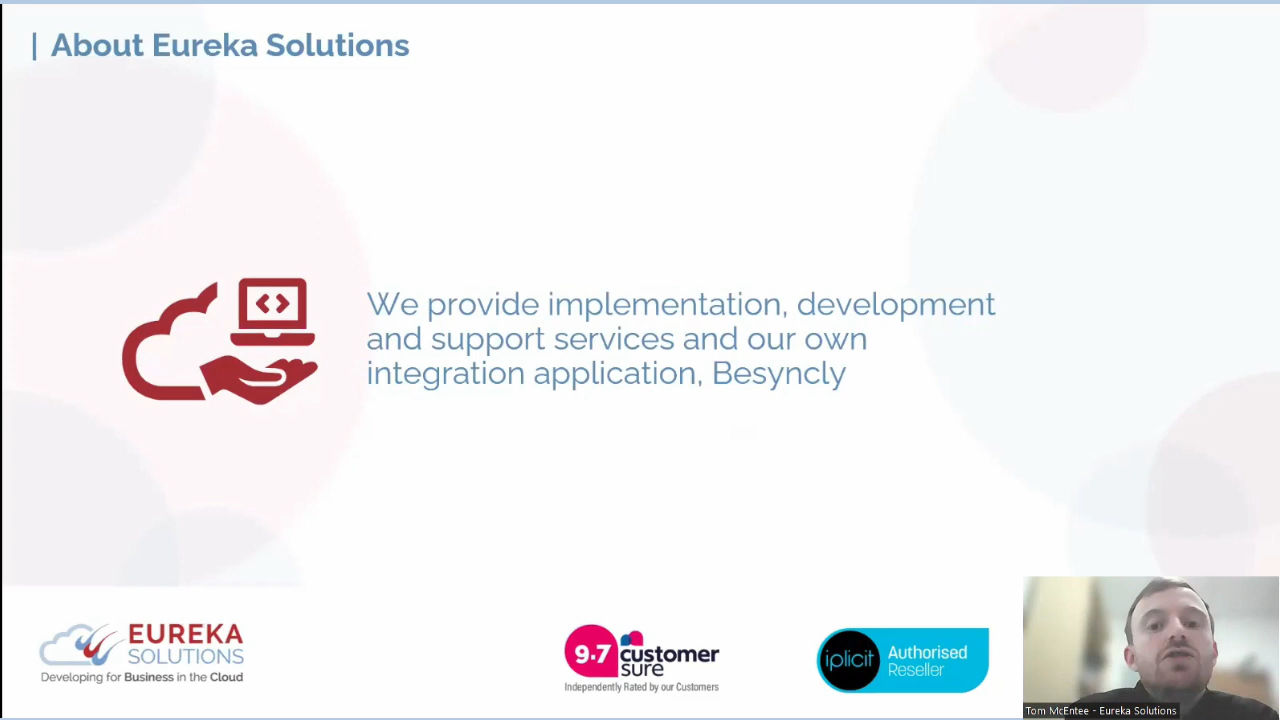 | About Eureka Solutions
We provide implementation, development
and support services and our own
integration application, Besyncly
EUREKA
SOLUTIONS
Developing for Business in the Cloud
9.7 customer
sure
Independently Rated by our Customers
iplicit Authorised
Reseller
Tom McEntee - Eureka Solutions